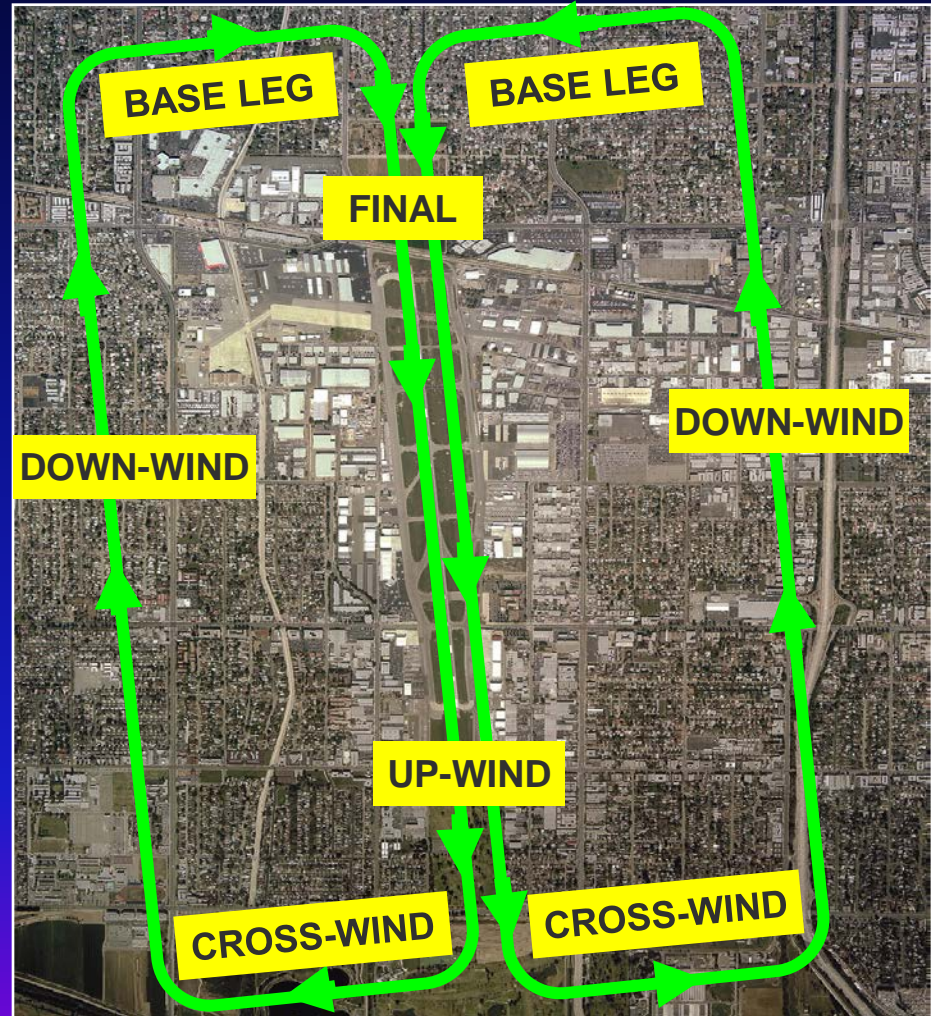 BASE LEG
BASE LEG
FINAL
DOWN-WIND
DOWN-WIND
UP-WIND
CROSS-WIND
CROSS-WIND